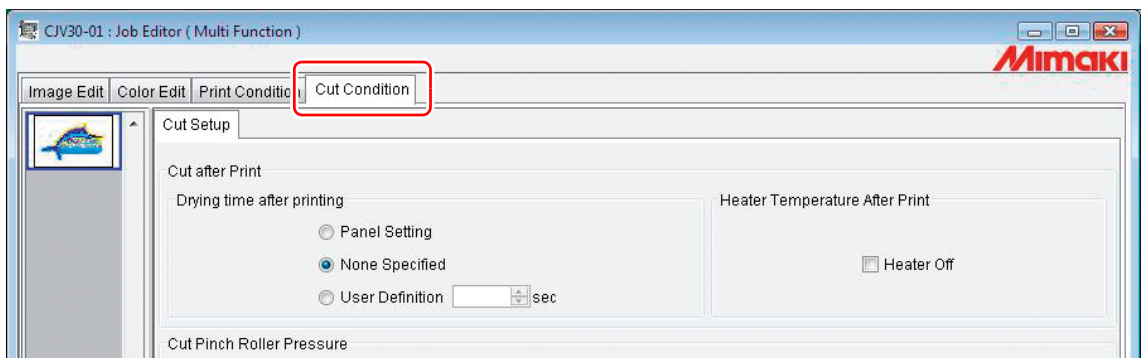 CJV30-01 : Job Editor ( Multi Function )
Mimaki
Image Edit Color Edit Print Condition Cut Condition
Cut Setup
Cut after Print
Drying time after printing
Heater Temperature After Print
Panel Setting
None Specified
Heater Off
User Definition sec
Cut Pinch Roller Pressure